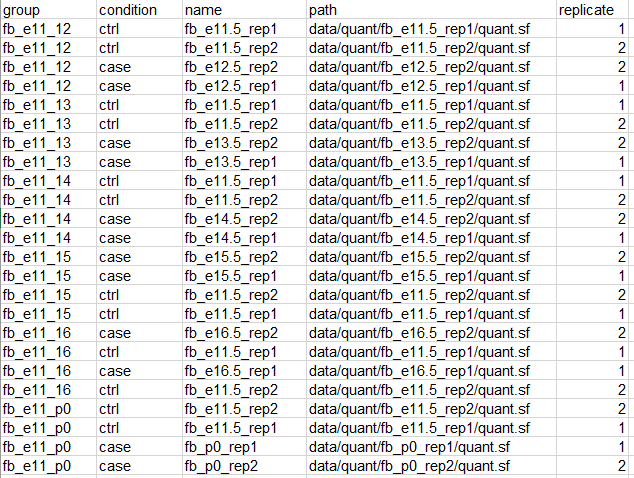 group condition name path replicate
fb_e11_12 ctrl fb_e11.5_rep1 data/quant/fb_e11.5_rep1/quant.sf 1
fb_e11_12 ctrl fb_e11.5_rep2 data/quant/fb_e11.5_rep2/quant.sf 2
fb_e11_12 case fb_e12.5_rep2 data/quant/fb_e12.5_rep2/quant.sf 2
fb_e11_12 case fb_e12.5_rep1 data/quant/fb_e12.5_rep1/quant.sf 1
fb_e11_13 ctrl fb_e11.5_rep1 data/quant/fb_e11.5_rep1/quant.sf 1
fb_e11_13 ctrl fb_e11.5_rep2 data/quant/fb_e11.5_rep2/quant.sf 2
fb_e11_13 case fb_e13.5_rep2 data/quant/fb_e13.5_rep2/quant.sf 2
fb_e11_13 case fb_e13.5_rep1 data/quant/fb_e13.5_rep1/quant.sf 1
fb_e11_14 ctrl fb_e11.5_rep1 data/quant/fb_e11.5_rep1/quant.sf 1
fb_e11_14 ctrl fb_e11.5_rep2 data/quant/fb_e11.5_rep2/quant.sf 2
fb_e11_14 case fb_e14.5_rep2 data/quant/fb_e14.5_rep2/quant.sf 2
fb_e11_14 case fb_e14.5_rep1 data/quant/fb_e14.5_rep1/quant.sf 1
fb_e11_15 case fb_e15.5_rep2 data/quant/fb_e15.5_rep2/quant.sf 2
fb_e11_15 case fb_e15.5_rep1 data/quant/fb_e15.5_rep1/quant.sf 1
fb_e11_15 ctrl fb_e11.5_rep2 data/quant/fb_e11.5_rep2/quant.sf 2
fb_e11_15 ctrl fb_e11.5_rep1 data/quant/fb_e11.5_rep1/quant.sf 1
fb_e11_16 case fb_e16.5_rep2 data/quant/fb_e16.5_rep2/quant.sf 2
fb_e11_16 ctrl fb_e11.5_rep1 data/quant/fb_e11.5_rep1/quant.sf 1
fb_e11_16 case fb_e16.5_rep1 data/quant/fb_e16.5_rep1/quant.sf 1
fb_e11_16 ctrl fb_e11.5_rep2 data/quant/fb_e11.5_rep2/quant.sf 2
fb_e11_p0 ctrl fb_e11.5_rep2 data/quant/fb_e11.5_rep2/quant.sf 2
fb_e11_p0 ctrl fb_e11.5_rep1 data/quant/fb_e11.5_rep1/quant.sf 1
fb_e11_p0 case fb_p0_rep1 data/quant/fb_p0_rep1/quant.sf 1
fb_e11_p0 case fb_p0_rep2 data/quant/fb_p0_rep2/quant.sf 2